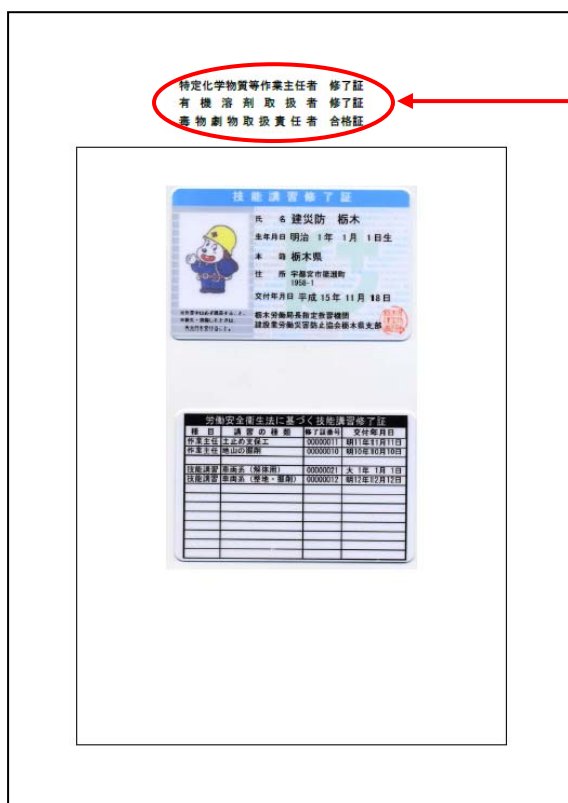 特定化学物質等作業主任者 修了証
有機溶剤取扱者 修了証
毒物劇物取扱責任者 合格証
技能講習修了証
氏名 建災防 栃木
生年月日 明治 1年 1月 1日生
本籍 栃木県
住所 宇都宮市簗瀬町
1958-1
交付年月日 平成 15年 11月 18日
栃木労働局長指定教習機関
建設業労働災害防止協会栃木県支部
労働安全衛生法に基づく技能講習修了証
種目 講習の種類 修了証番号 交付年月日
作業主任 土止め支保工 00000011 明11年11月11日
作業主任 地山の掘削 00000010 明10年10月10日
技能講習 車両系（解体用） 00000021 大 1年 1月 1日
技能講習 車両系（整地・掘削） 00000012 明12年12月12日